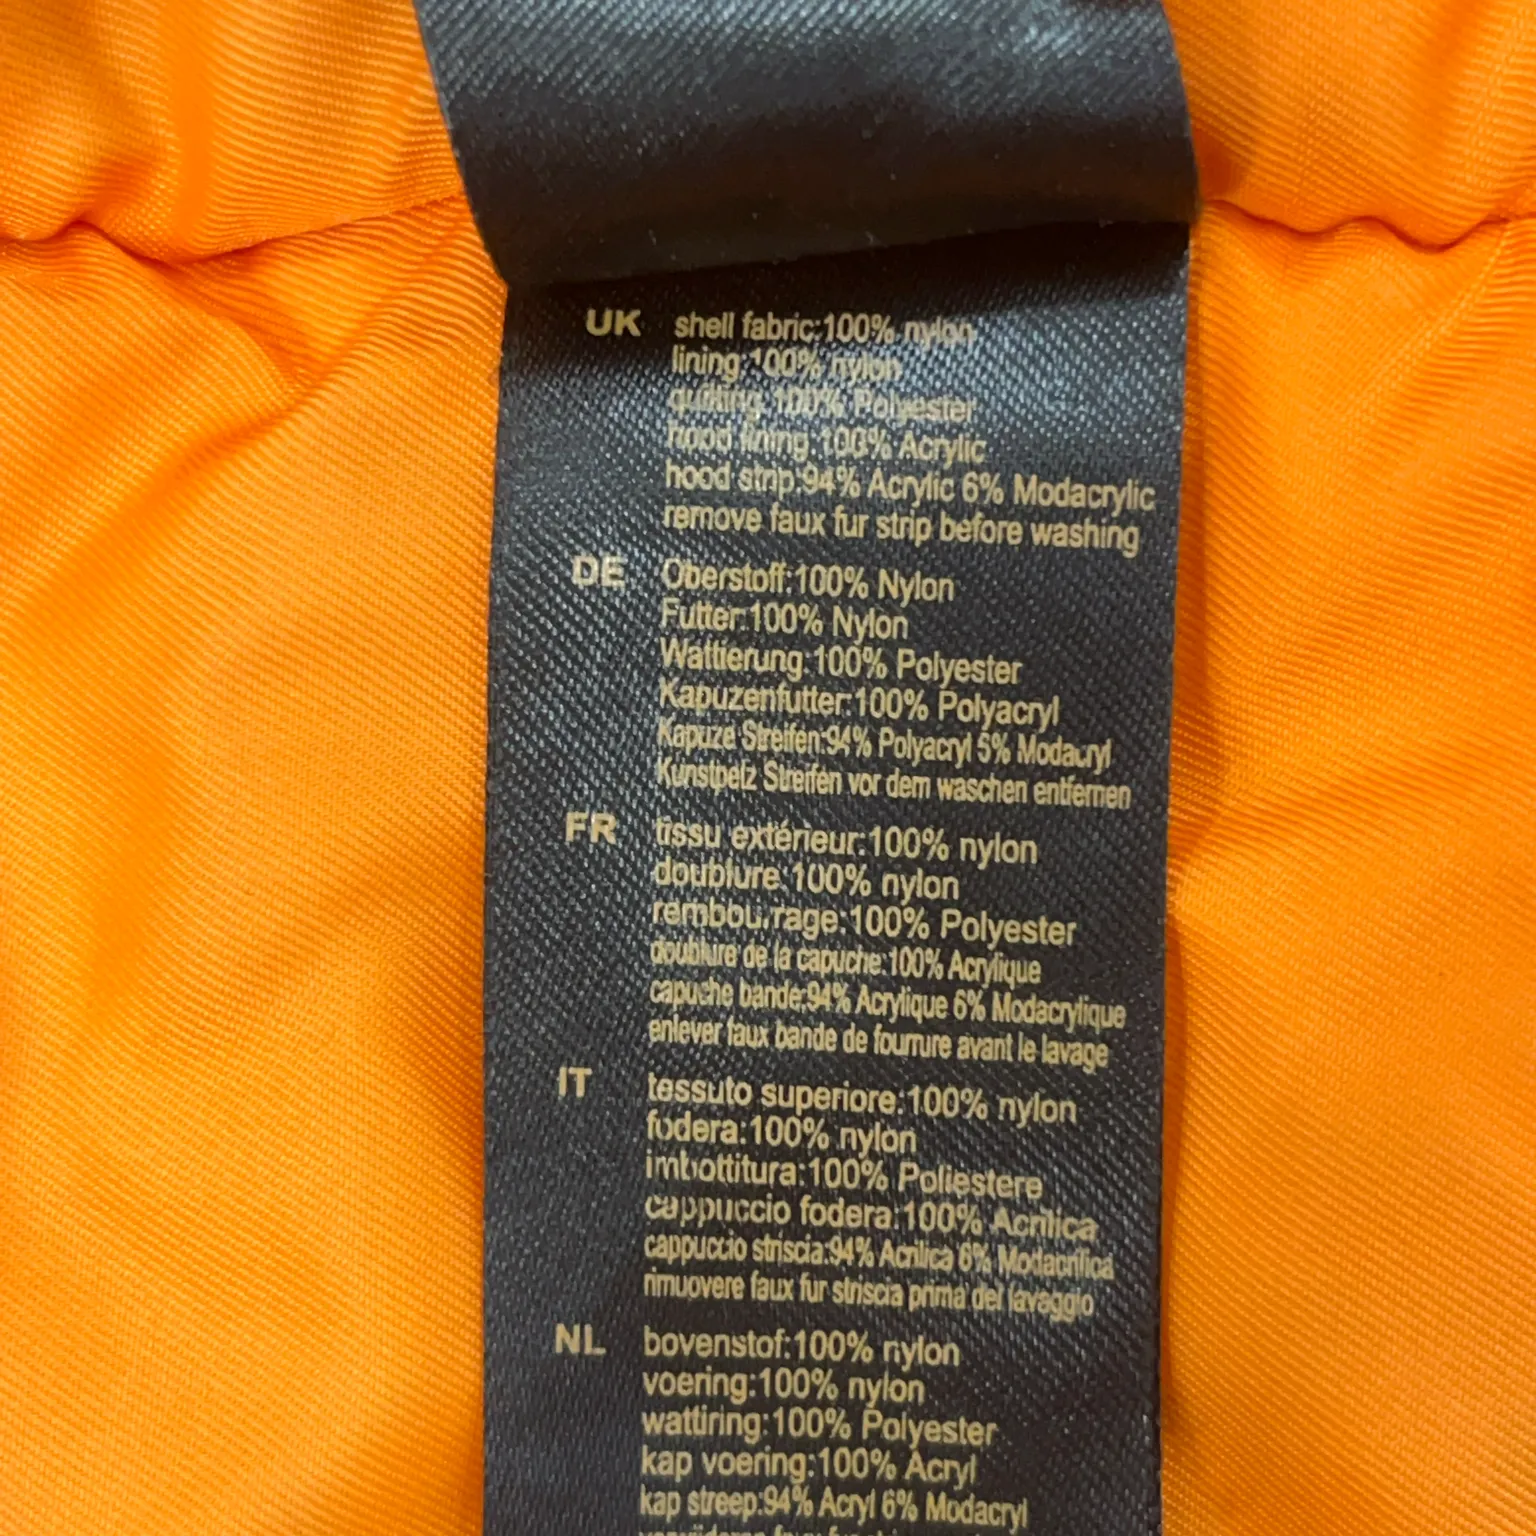 UK shell fabric:100% nylon
lining:100% nylon
quilting:100% Polyester
hood lining:100% Acrylic
hood strip:94% Acrylic 6% Modacrylic
remove faux fur strip before washing
DE Oberstoff:100% Nylon
Futter:100% Nylon
Wattierung:100% Polyester
Kapuzenfutter:100% Polyacryl
Kapuze Streifen:94% Polyacryl 5% Modacryl
Kunstpelz Streifen vor dem waschen entfernen
FR tissu extérieur:100% nylon
doublure:100% nylon
rembourrage:100% Polyester
doublure de la capuche:100% Acrylique
capuche bande:94% Acrylique 6% Modacrylique
enlever faux bande de fourrure avant le lavage
IT tessuto superiore:100% nylon
fodera:100% nylon
imbottitura:100% Poliestere
cappuccio fodera:100% Acrilica
cappuccio striscia:94% Acrilica 6% Modacrilica
rimuovere faux fur striscia prima del lavaggio
NL bovenstof:100% nylon
voering:100% nylon
wattiring:100% Polyester
kap voering:100% Acryl
kap streep:94% Acryl 6% Modacryl